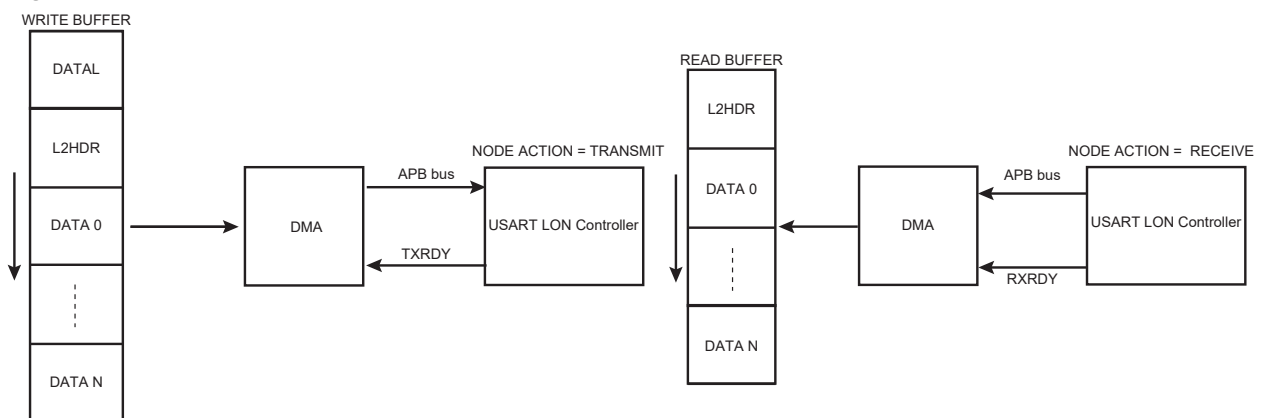 WRITE BUFFER
DATAL
L2HDR
DATA 0
DATA N
DMA
APB bus
TXRDY
NODE ACTION = TRANSMIT
USART LON Controller
READ BUFFER
L2HDR
DATA 0
DATA N
DMA
APB bus
RXRDY
NODE ACTION = RECEIVE
USART LON Controller